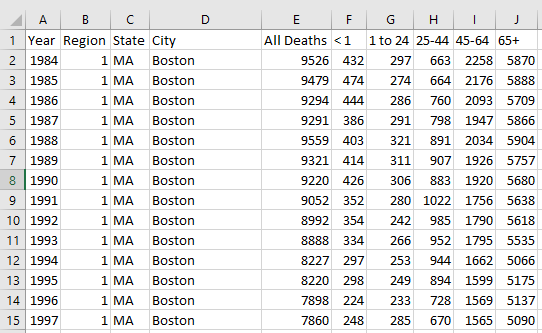 A B C D E F G H I J
1 Year Region State City All Deaths < 1 1 to 24 25-44 45-64 65+
2 1984 1 MA Boston 9526 432 297 663 2258 5870
3 1985 1 MA Boston 9479 474 274 664 2176 5888
4 1986 1 MA Boston 9294 444 286 760 2093 5709
5 1987 1 MA Boston 9291 386 291 798 1947 5866
6 1988 1 MA Boston 9559 403 321 891 2034 5904
7 1989 1 MA Boston 9321 414 311 907 1926 5757
8 1990 1 MA Boston 9220 426 306 883 1920 5680
9 1991 1 MA Boston 9052 352 280 1022 1756 5638
10 1992 1 MA Boston 8992 354 242 985 1790 5618
11 1993 1 MA Boston 8888 334 266 952 1795 5535
12 1994 1 MA Boston 8227 297 253 944 1662 5066
13 1995 1 MA Boston 8220 298 249 894 1599 5175
14 1996 1 MA Boston 7898 224 233 728 1569 5137
15 1997 1 MA Boston 7860 248 285 670 1565 5090